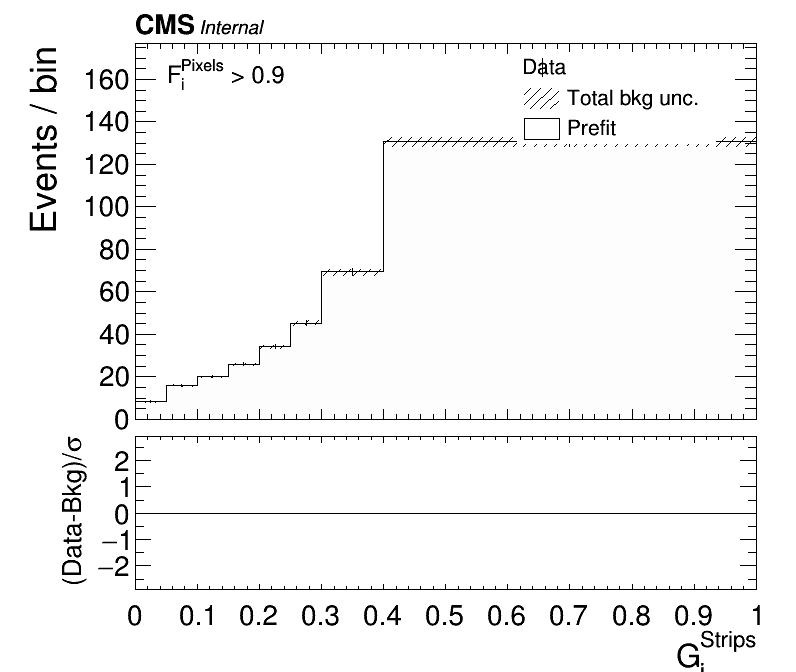 CMS Internal
F_i^Pixels > 0.9
Data
Total bkg unc.
Prefit
Events / bin
160
140
120
100
80
60
40
20
0
(Data-Bkg)/σ
2
1
0
−1
−2
0 0.1 0.2 0.3 0.4 0.5 0.6 0.7 0.8 0.9 1
G_i^Strips